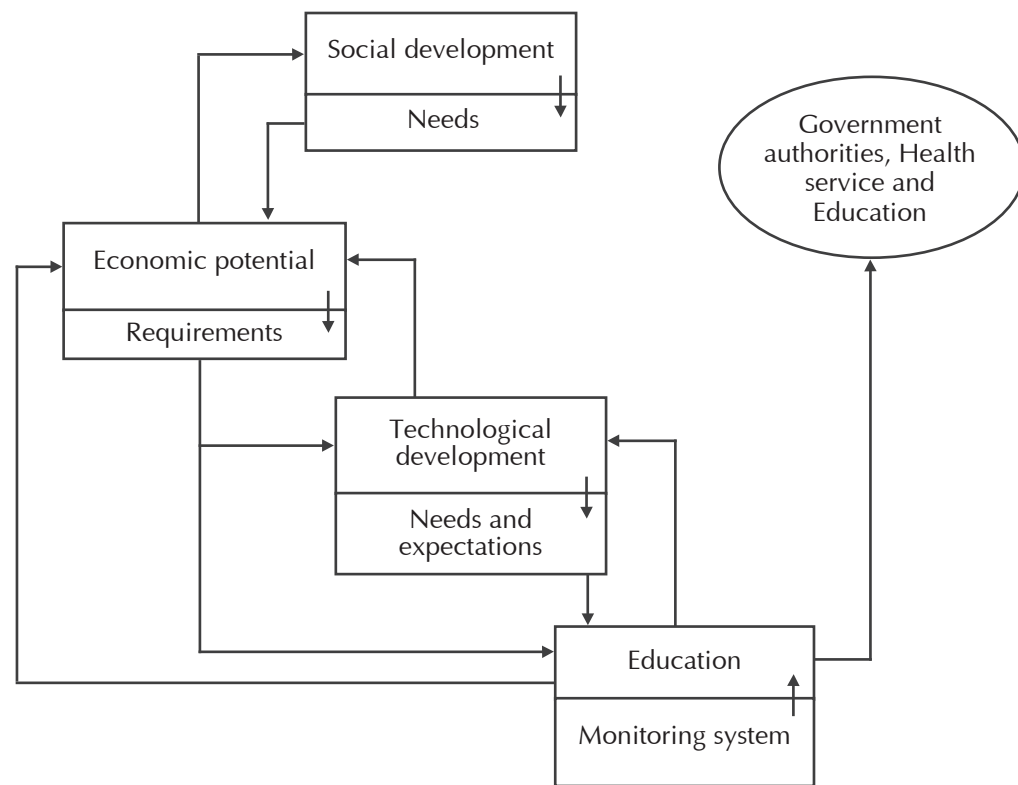 Social development
Needs
Government
authorities, Health
service and
Education
Economic potential
Requirements
Technological
development
Needs and
expectations
Education
Monitoring system